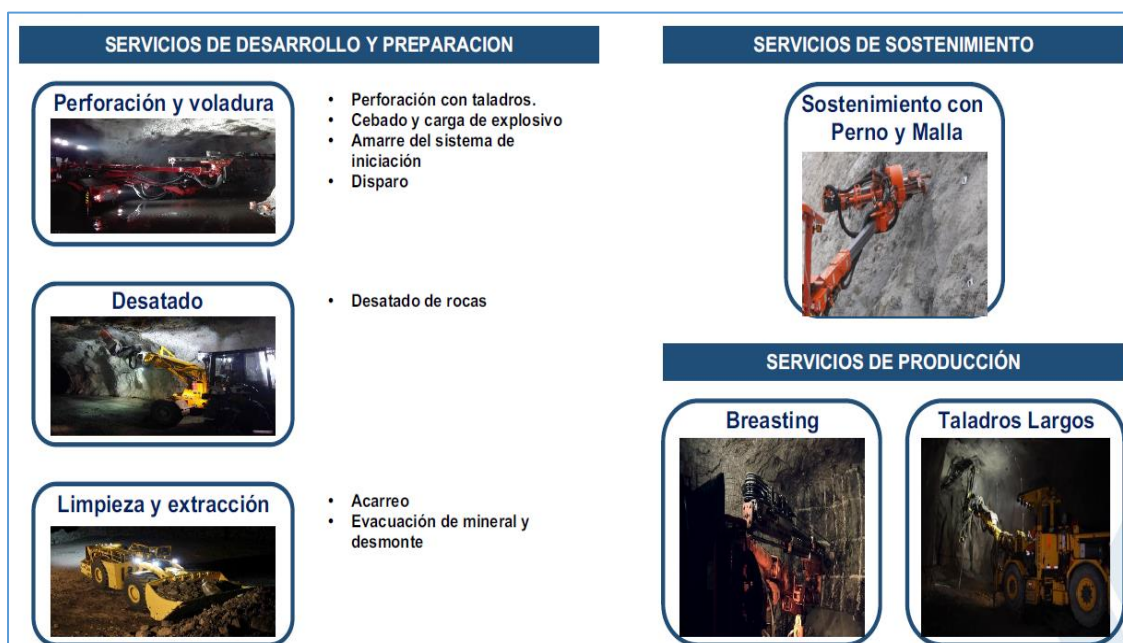 SERVICIOS DE DESARROLLO Y PREPARACION
Perforación y voladura
• Perforación con taladros.
• Cebado y carga de explosivo
• Amarre del sistema de
iniciación
• Disparo
Desatado
• Desatado de rocas
Limpieza y extracción
• Acarreo
• Evacuación de mineral y
desmonte
SERVICIOS DE SOSTENIMIENTO
Sostenimiento con
Perno y Malla
SERVICIOS DE PRODUCCIÓN
Breasting
Taladros Largos